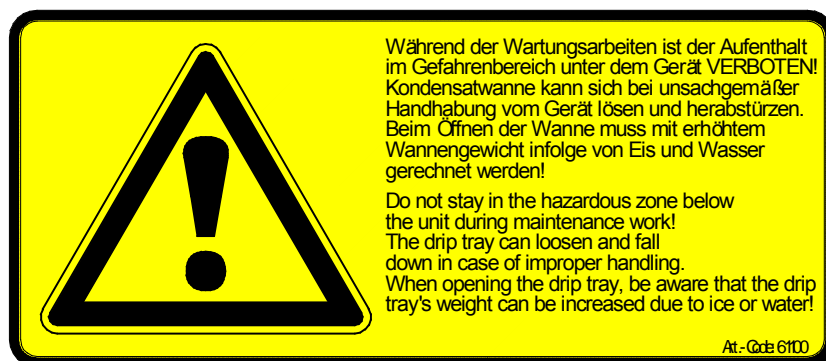 Während der Wartungsarbeiten ist der Aufenthalt
im Gefahrenbereich unter dem Gerät VERBOTEN!
Kondensatwanne kann sich bei unsachgemäßer
Handhabung vom Gerät lösen und herabstürzen.
Beim Öffnen der Wanne muss mit erhöhtem
Wannengewicht infolge von Eis und Wasser
gerechnet werden!
Do not stay in the hazardous zone below
the unit during maintenance work!
The drip tray can loosen and fall
down in case of improper handling.
When opening the drip tray, be aware that the drip
tray's weight can be increased due to ice or water!
Art.-Code: 61100